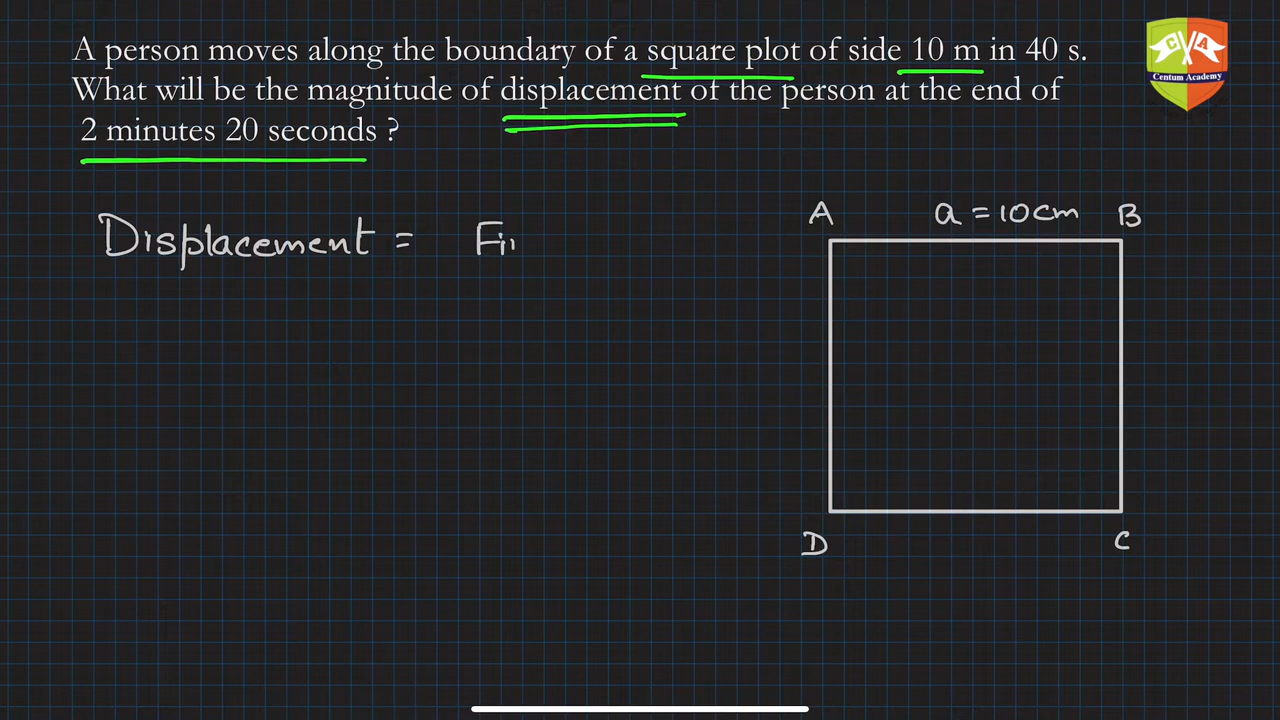 A person moves along the boundary of a square plot of side 10 m in 40 s.
What will be the magnitude of displacement of the person at the end of
2 minutes 20 seconds ?
C A
Centum Academy
Displacement =
A a = 10cm B
D C